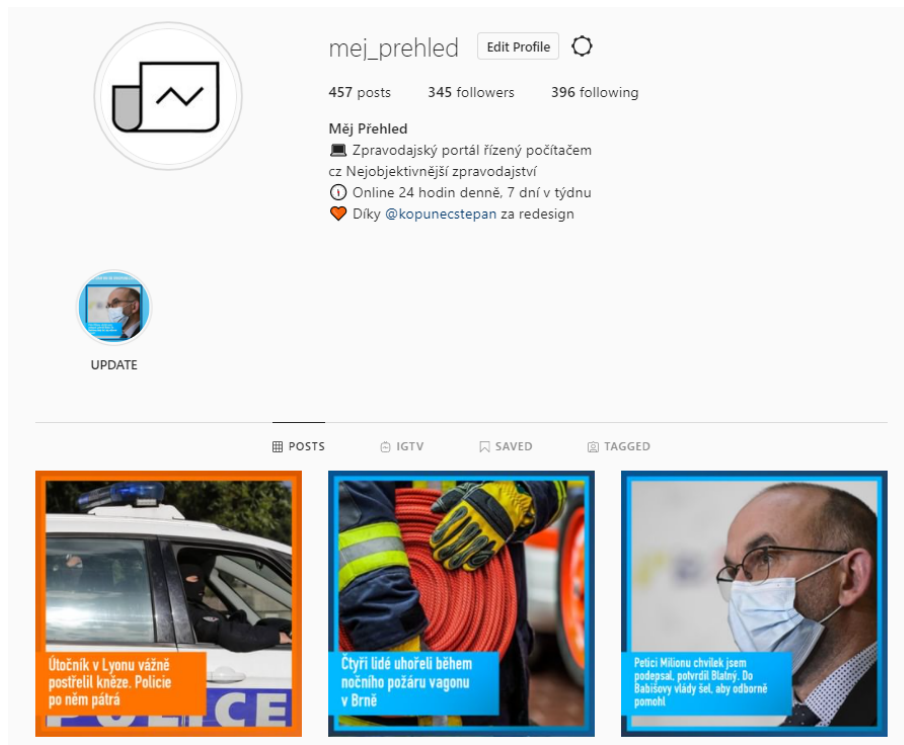 mej_prehled Edit Profile
457 posts 345 followers 396 following
Měj Přehled
Zpravodajský portál řízený počítačem
cz Nejobjektivnější zpravodajství
Online 24 hodin denně, 7 dní v týdnu
Díky @kopunecstepan za redesign
UPDATE
POSTS IGTV SAVED TAGGED
Útočník v Lyonu vážně
postřelil kněze. Policie
po něm pátrá
POLICE
Čtyři lidé uhořeli během
nočního požáru vagonu
v Brně
Petici Milionu chvilek jsem
podepsal, potvrdil Blatný. Do
Babišovy vlády šel, aby odborně
pomohl